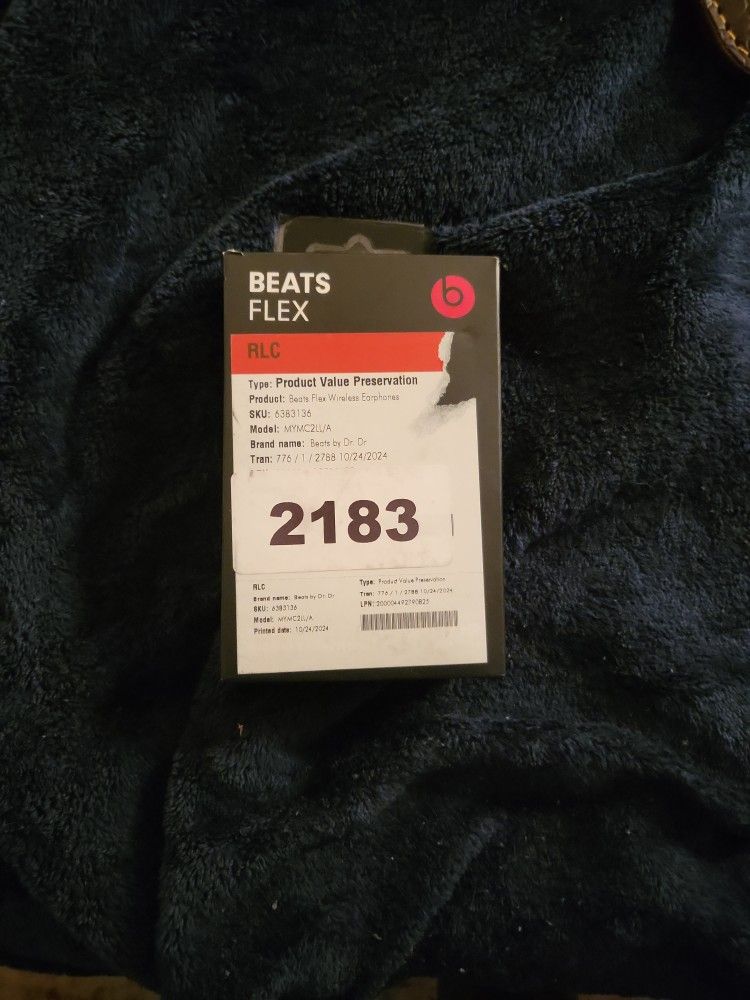 BEATS
FLEX
b
RLC
Type: Product Value Preservation
Product: Beats Flex Wireless Earphones
SKU: 6383136
Model: MYMC2LL/A
Brand name: Beats by Dr. Dr
Tran: 776 / 1 / 2788 10/24/2024
2183
RLC
Brand name: Beats by Dr. Dr
SKU: 6383136
Model: MYMC2LL/A
Printed date: 10/24/2024
Type: Product Value Preservation
Tran: 776 / 1 / 2788 10/24/2024
LPN: